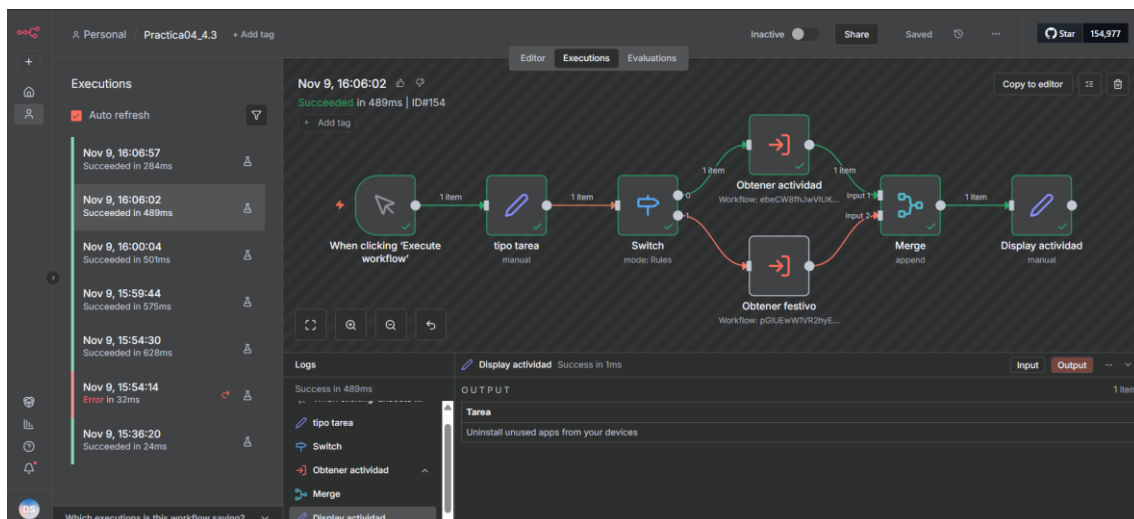 Personal / Practica04_4.3 + Add tag
Inactive Share Saved ... Star 154,977
Editor Executions Evaluations
Executions
Auto refresh
Nov 9, 16:06:57
Succeeded in 284ms
Nov 9, 16:06:02
Succeeded in 489ms
Nov 9, 16:00:04
Succeeded in 501ms
Nov 9, 15:59:44
Succeeded in 575ms
Nov 9, 15:54:30
Succeeded in 628ms
Nov 9, 15:54:14
Error in 32ms
Nov 9, 15:36:20
Succeeded in 24ms
Which executions is this workflow saving?
DS
Nov 9, 16:06:02
Succeeded in 489ms | ID#154
+ Add tag
Copy to editor
When clicking ‘Execute workflow’
1 item
tipo tarea
manual
1 item
Switch
mode: Rules
0
1
1 item
Obtener actividad
Workflow: ebeCW8fhJwVIUK...
1 item
Obtener festivo
Workflow: pGIUEwW1VR2hyE...
Input 1
Input 2
Merge
append
1 item
Display actividad
manual
Logs
Success in 489ms
When clicking 'Execute ...
tipo tarea
Switch
Obtener actividad
Merge
Display actividad
Display actividad Success in 1ms
Input Output ...
OUTPUT
1 item
Tarea
Uninstall unused apps from your devices